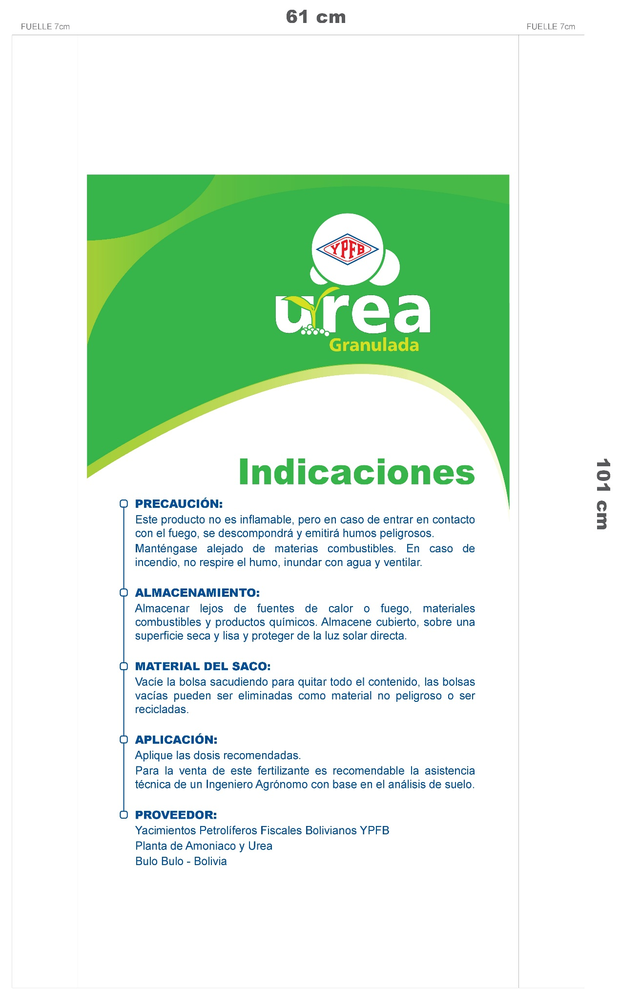 61 cm
FUELLE 7cm
FUELLE 7cm
YPFB
urea
Granulada
Indicaciones
101 cm
PRECAUCIÓN:
Este producto no es inflamable, pero en caso de entrar en contacto
con el fuego, se descompondrá y emitirá humos peligrosos.
Manténgase alejado de materias combustibles. En caso de
incendio, no respire el humo, inundar con agua y ventilar.
ALMACENAMIENTO:
Almacenar lejos de fuentes de calor o fuego, materiales
combustibles y productos químicos. Almacene cubierto, sobre una
superficie seca y lisa y proteger de la luz solar directa.
MATERIAL DEL SACO:
Vacíe la bolsa sacudiendo para quitar todo el contenido, las bolsas
vacías pueden ser eliminadas como material no peligroso o ser
recicladas.
APLICACIÓN:
Aplique las dosis recomendadas.
Para la venta de este fertilizante es recomendable la asistencia
técnica de un Ingeniero Agrónomo con base en el análisis de suelo.
PROVEEDOR:
Yacimientos Petrolíferos Fiscales Bolivianos YPFB
Planta de Amoniaco y Urea
Bulo Bulo - Bolivia